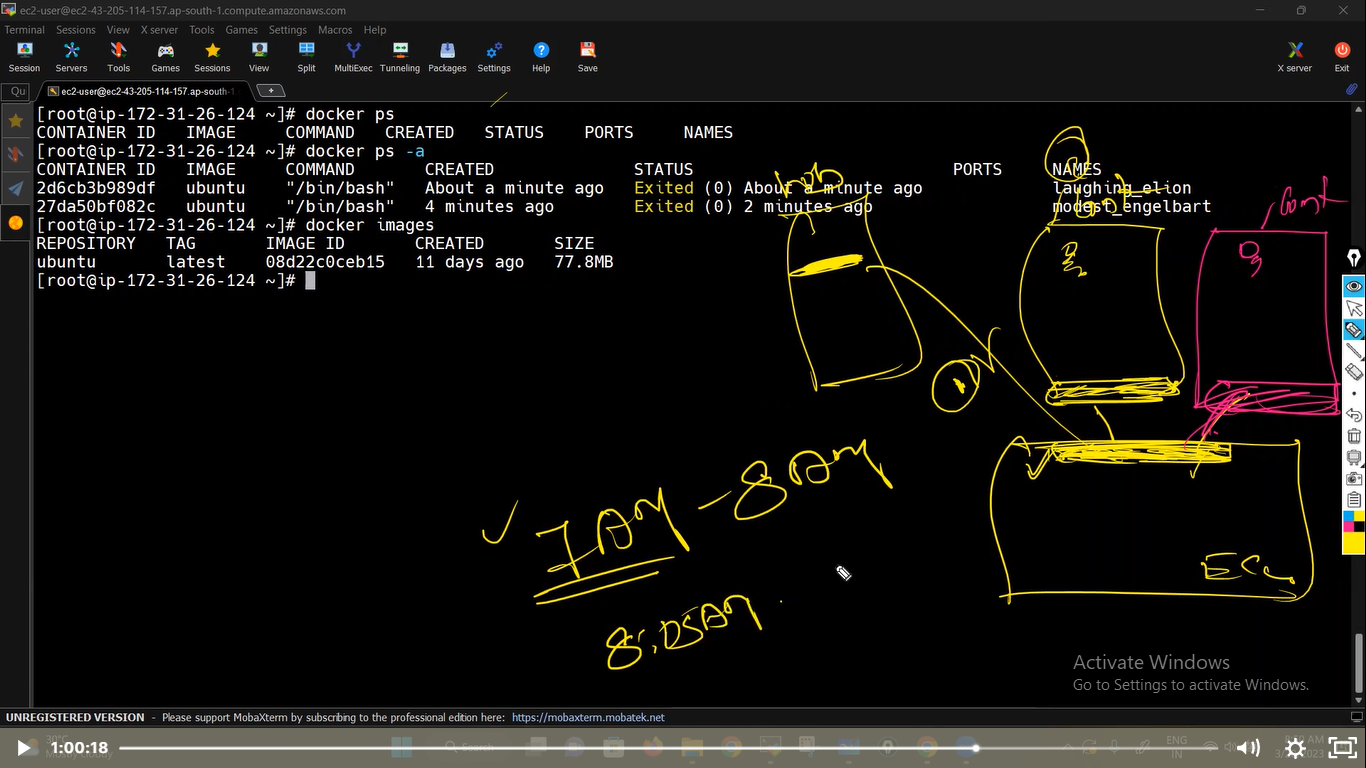 ec2-user@ec2-43-205-114-157.ap-south-1.compute.amazonaws.com
Terminal Sessions View X server Tools Games Settings Macros Help
Session Servers Tools Games Sessions View Split MultiExec Tunneling Packages Settings Help Save X server Exit
Qu ec2-user@ec2-43-205-114-157.ap-south-1
[root@ip-172-31-26-124 ~]# docker ps
CONTAINER ID IMAGE COMMAND CREATED STATUS PORTS NAMES
[root@ip-172-31-26-124 ~]# docker ps -a
CONTAINER ID IMAGE COMMAND CREATED STATUS PORTS NAMES
2d6cb3b989df ubuntu "/bin/bash" About a minute ago Exited (0) About a minute ago laughing_elion
27da50bf082c ubuntu "/bin/bash" 4 minutes ago Exited (0) 2 minutes ago modest_engelbart
[root@ip-172-31-26-124 ~]# docker images
REPOSITORY TAG IMAGE ID CREATED SIZE
ubuntu latest 08d22c0ceb15 11 days ago 77.8MB
[root@ip-172-31-26-124 ~]#
Cont
Cont
7AM - 8AM
8:05AM
Activate Windows
Go to Settings to activate Windows.
UNREGISTERED VERSION - Please support MobaXterm by subscribing to the professional edition here: https://mobaxterm.mobatek.net
30°C
Mostly cloudy
Search
ENG
IN
1:00:18